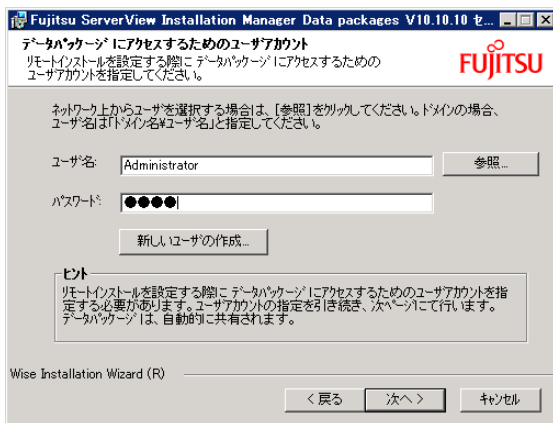 Fujitsu ServerView Installation Manager Data packages V10.10.10 セ...
データパッケージにアクセスするためのユーザアカウント
リモートインストールを設定する際に データパッケージにアクセスするための
ユーザアカウントを指定してください。
FUJITSU
ネットワーク上からユーザを選択する場合は、[参照]をクリックしてください。ドメインの場合、
ユーザ名は「ドメイン名¥ユーザ名」と指定してください。
ユーザ名:
Administrator
参照...
パスワード:
●●●●
新しいユーザの作成...
ヒント
リモートインストールを設定する際に データパッケージにアクセスするためのユーザアカウントを指
定する必要があります。ユーザアカウントの指定を引き続き、次ページにて行います。
データパッケージは、自動的に共有されます。
Wise Installation Wizard (R)
< 戻る
次へ >
キャンセル